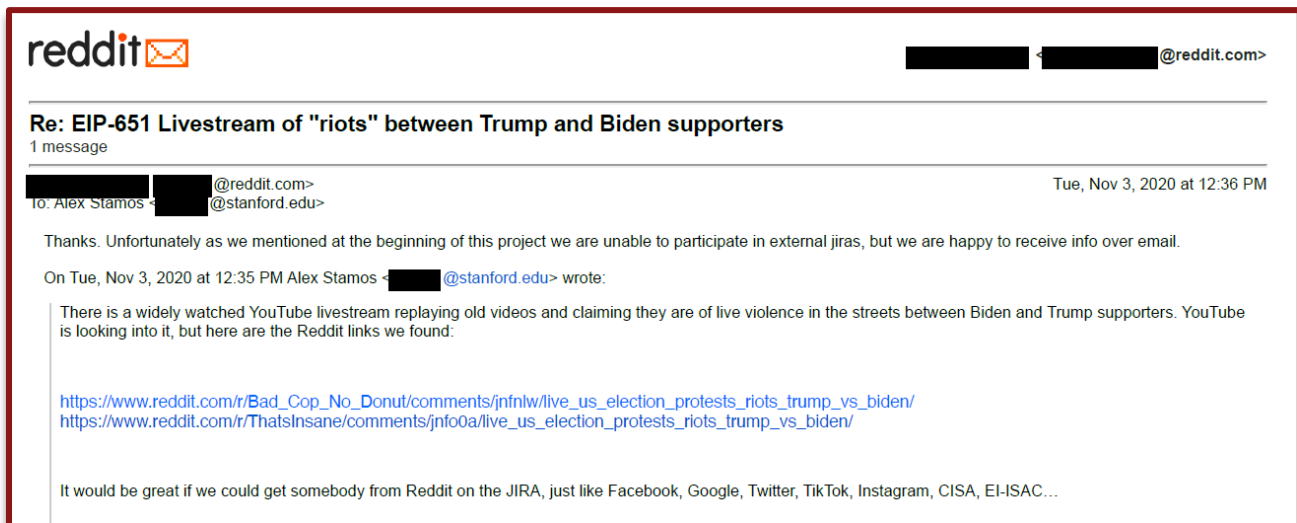 reddit
< @reddit.com>
Re: EIP-651 Livestream of "riots" between Trump and Biden supporters
1 message
@reddit.com>
Tue, Nov 3, 2020 at 12:36 PM
To: Alex Stamos < @stanford.edu>
Thanks. Unfortunately as we mentioned at the beginning of this project we are unable to participate in external jiras, but we are happy to receive info over email.
On Tue, Nov 3, 2020 at 12:35 PM Alex Stamos < @stanford.edu> wrote:
There is a widely watched YouTube livestream replaying old videos and claiming they are of live violence in the streets between Biden and Trump supporters. YouTube
is looking into it, but here are the Reddit links we found:
https://www.reddit.com/r/Bad_Cop_No_Donut/comments/jnfnlw/live_us_election_protests_riots_trump_vs_biden/
https://www.reddit.com/r/ThatsInsane/comments/jnfo0a/live_us_election_protests_riots_trump_vs_biden/
It would be great if we could get somebody from Reddit on the JIRA, just like Facebook, Google, Twitter, TikTok, Instagram, CISA, EI-ISAC…